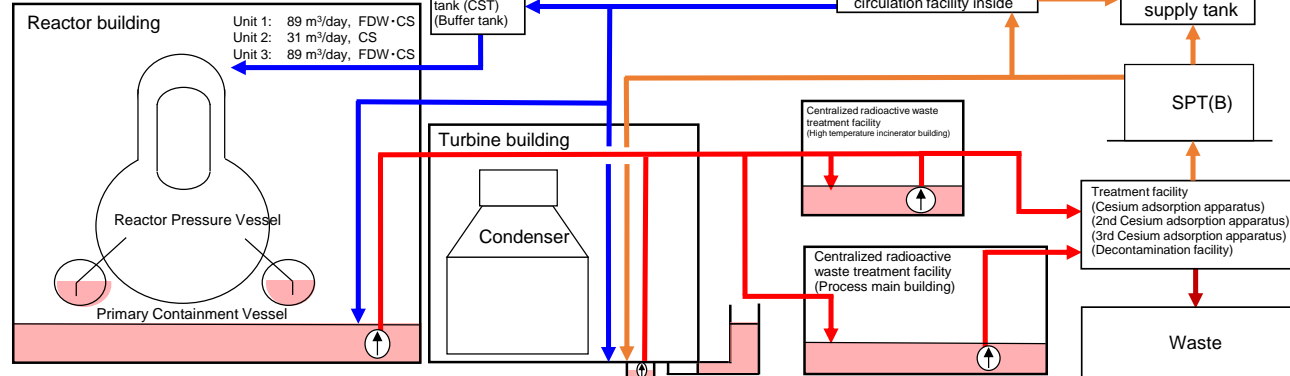 Reactor building
Unit 1: 89 m³/day, FDW・CS
Unit 2: 31 m³/day, CS
Unit 3: 89 m³/day, FDW・CS
tank (CST)
(Buffer tank)
circulation facility inside
supply tank
SPT(B)
Centralized radioactive waste
treatment facility
(High temperature incinerator building)
Turbine building
Condenser
Reactor Pressure Vessel
Primary Containment Vessel
Centralized radioactive
waste treatment facility
(Process main building)
Treatment facility
(Cesium adsorption apparatus)
(2nd Cesium adsorption apparatus)
(3rd Cesium adsorption apparatus)
(Decontamination facility)
Waste